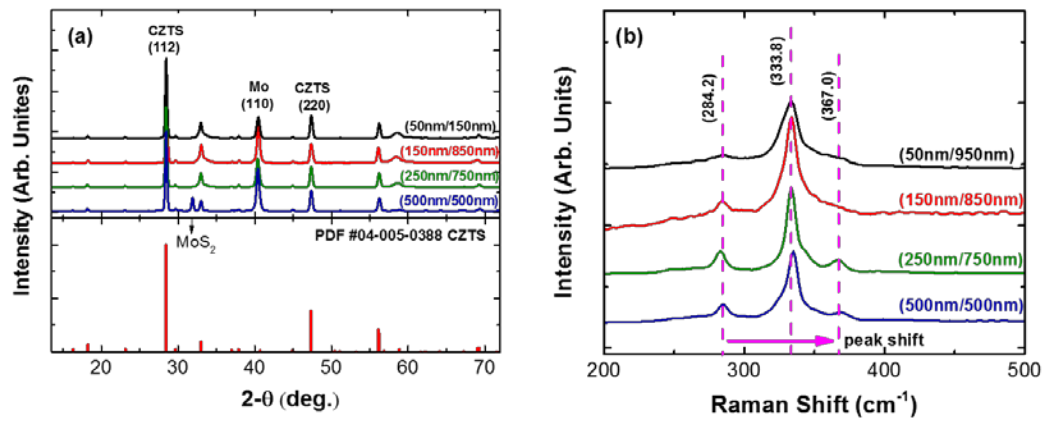 (a)
CZTS
(112)
Mo
(110)
CZTS
(220)
(50nm/150nm)
(150nm/850nm)
(250nm/750nm)
(500nm/500nm)
MoS2
PDF #04-005-0388 CZTS
Intensity (Arb. Unites)
20 30 40 50 60 70
2-θ (deg.)
(b)
(284.2)
(333.8)
(367.0)
(50nm/950nm)
(150nm/850nm)
(250nm/750nm)
(500nm/500nm)
peak shift
Intensity (Arb. Units)
200 300 400 500
Raman Shift (cm-1)